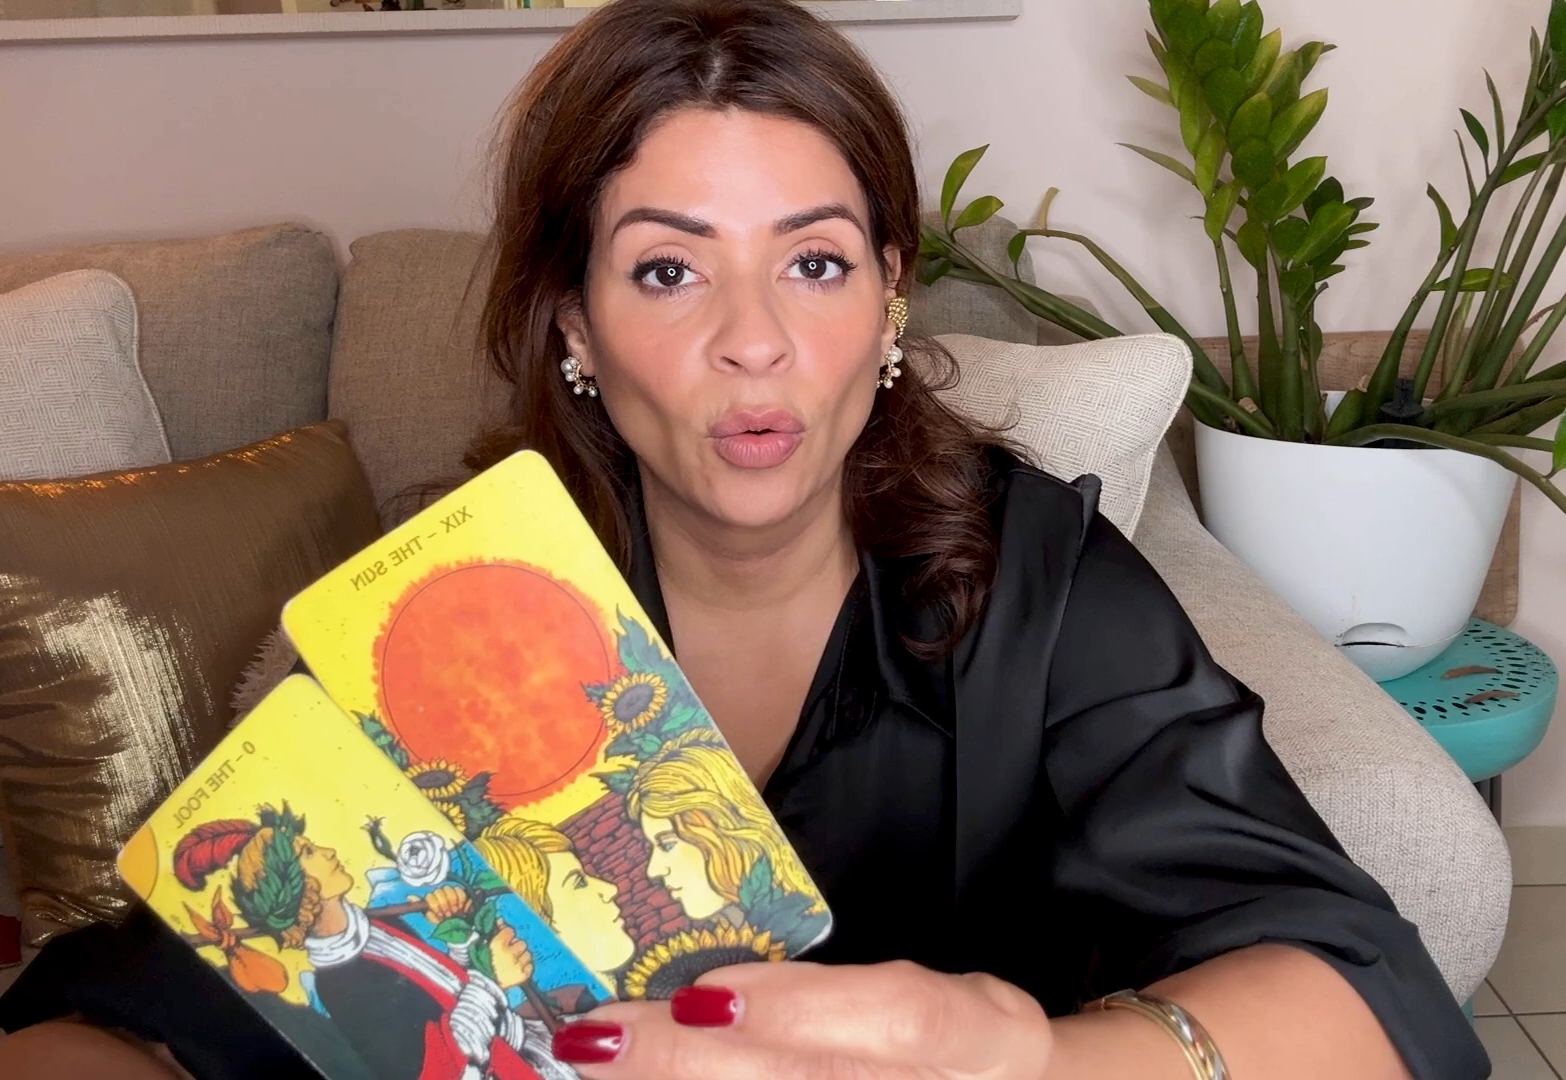 XIX - THE SUN
0 - THE FOOL